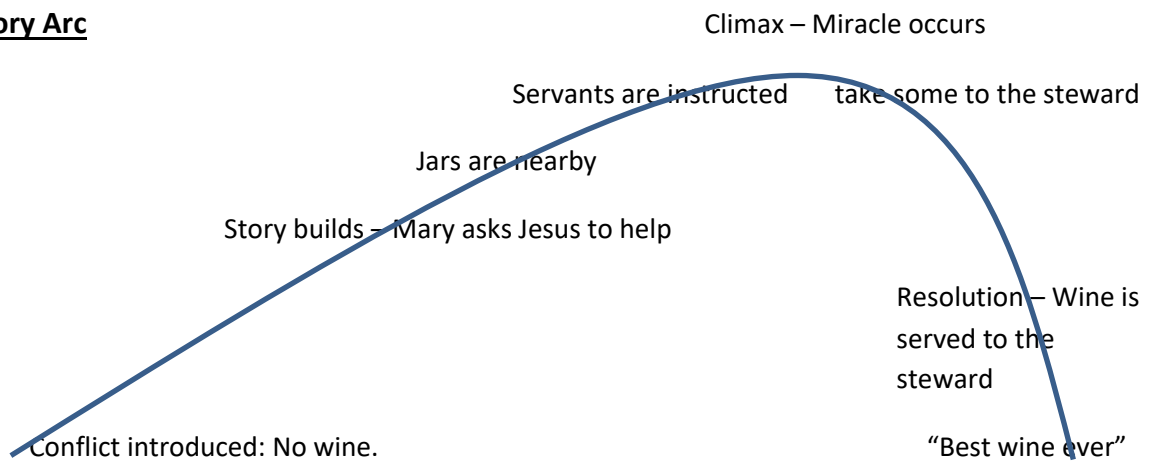 ory Arc
Climax – Miracle occurs
Servants are instructed take some to the steward
Jars are nearby
Story builds – Mary asks Jesus to help
Resolution – Wine is
served to the
steward
Conflict introduced: No wine.
“Best wine ever”